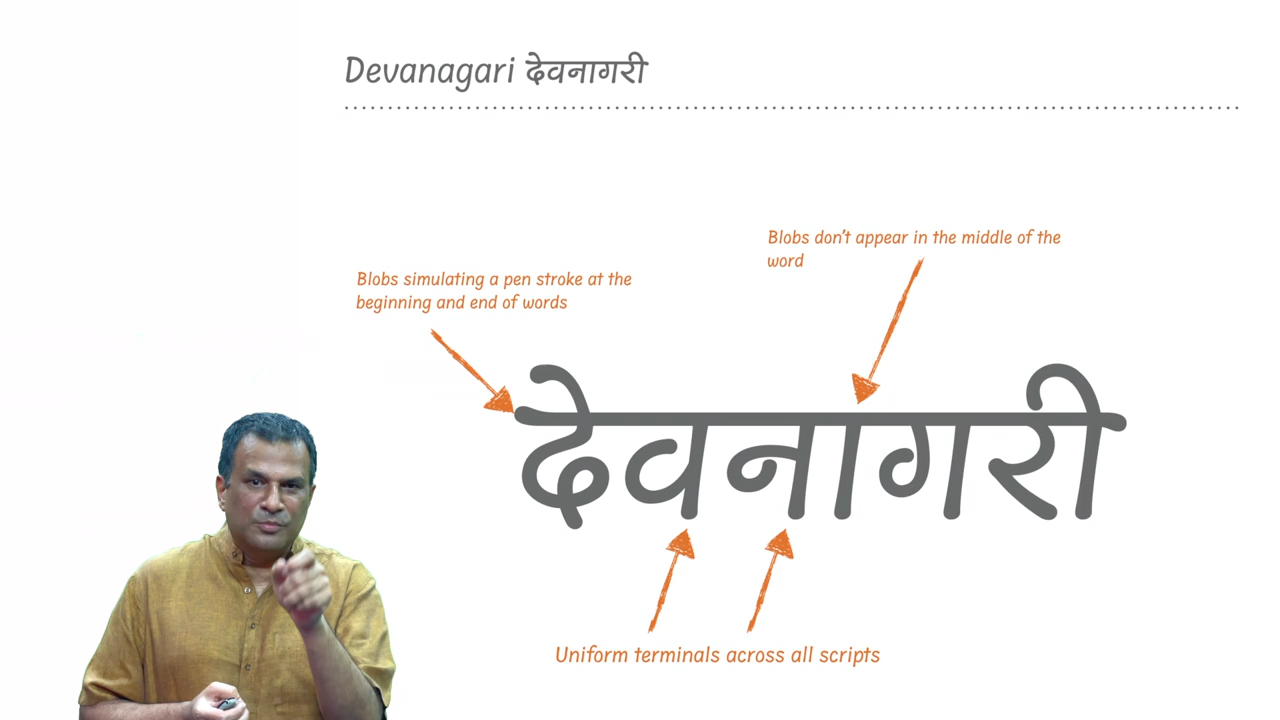 Devanagari देवनागरी
Blobs don't appear in the middle of the
word
Blobs simulating a pen stroke at the
beginning and end of words
देवनागरी
Uniform terminals across all scripts